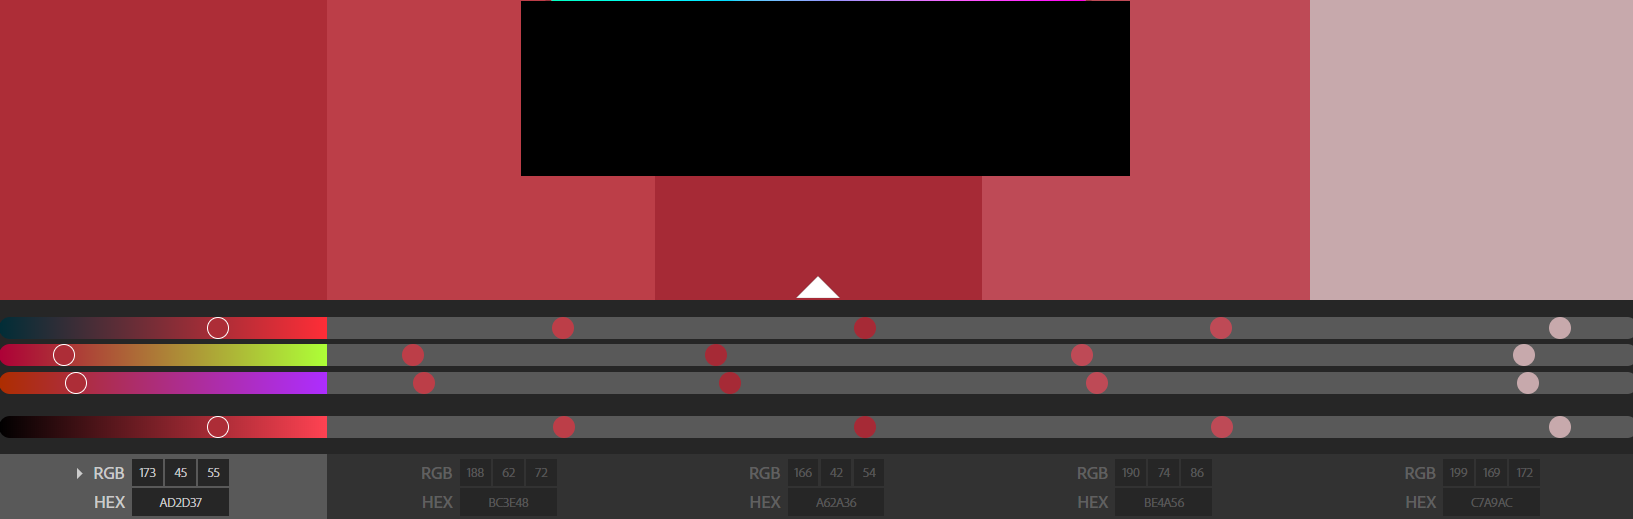 RGB 173 45 55 RGB 188 62 72 RGB 166 42 54 RGB 190 74 86 RGB 199 169 172
HEX AD2D37 HEX BC3E48 HEX A62A36 HEX BE4A56 HEX C7A9AC